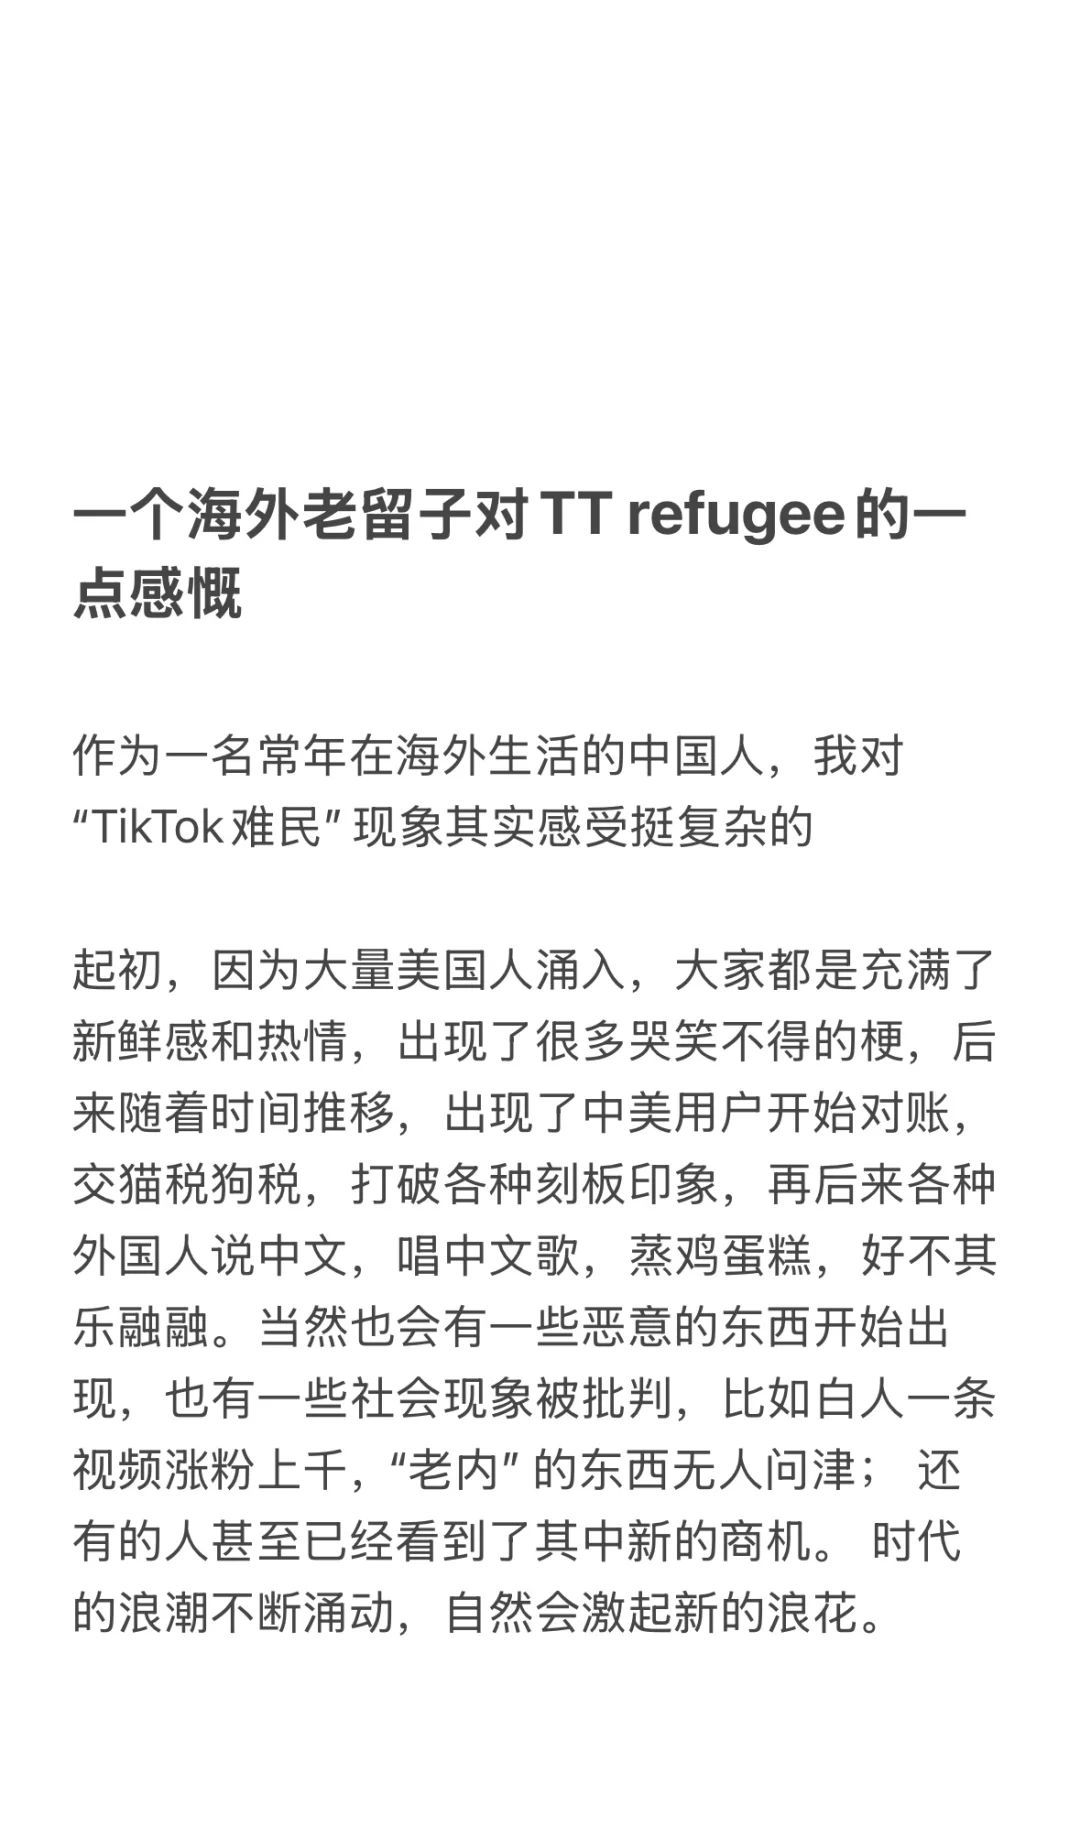 一个海外老留子对TT refugee的一
点感慨
作为一名常年在海外生活的中国人，我对
“TikTok难民”现象其实感受挺复杂的
起初，因为大量美国人涌入，大家都是充满了
新鲜感和热情，出现了很多哭笑不得的梗，后
来随着时间推移，出现了中美用户开始对账，
交猫税狗税，打破各种刻板印象，再后来各种
外国人说中文，唱中文歌，蒸鸡蛋糕，好不其
乐融融。当然也会有一些恶意的东西开始出
现，也有一些社会现象被批判，比如白人一条
视频涨粉上千，“老内” 的东西无人问津； 还
有的人甚至已经看到了其中新的商机。 时代
的浪潮不断涌动，自然会激起新的浪花。